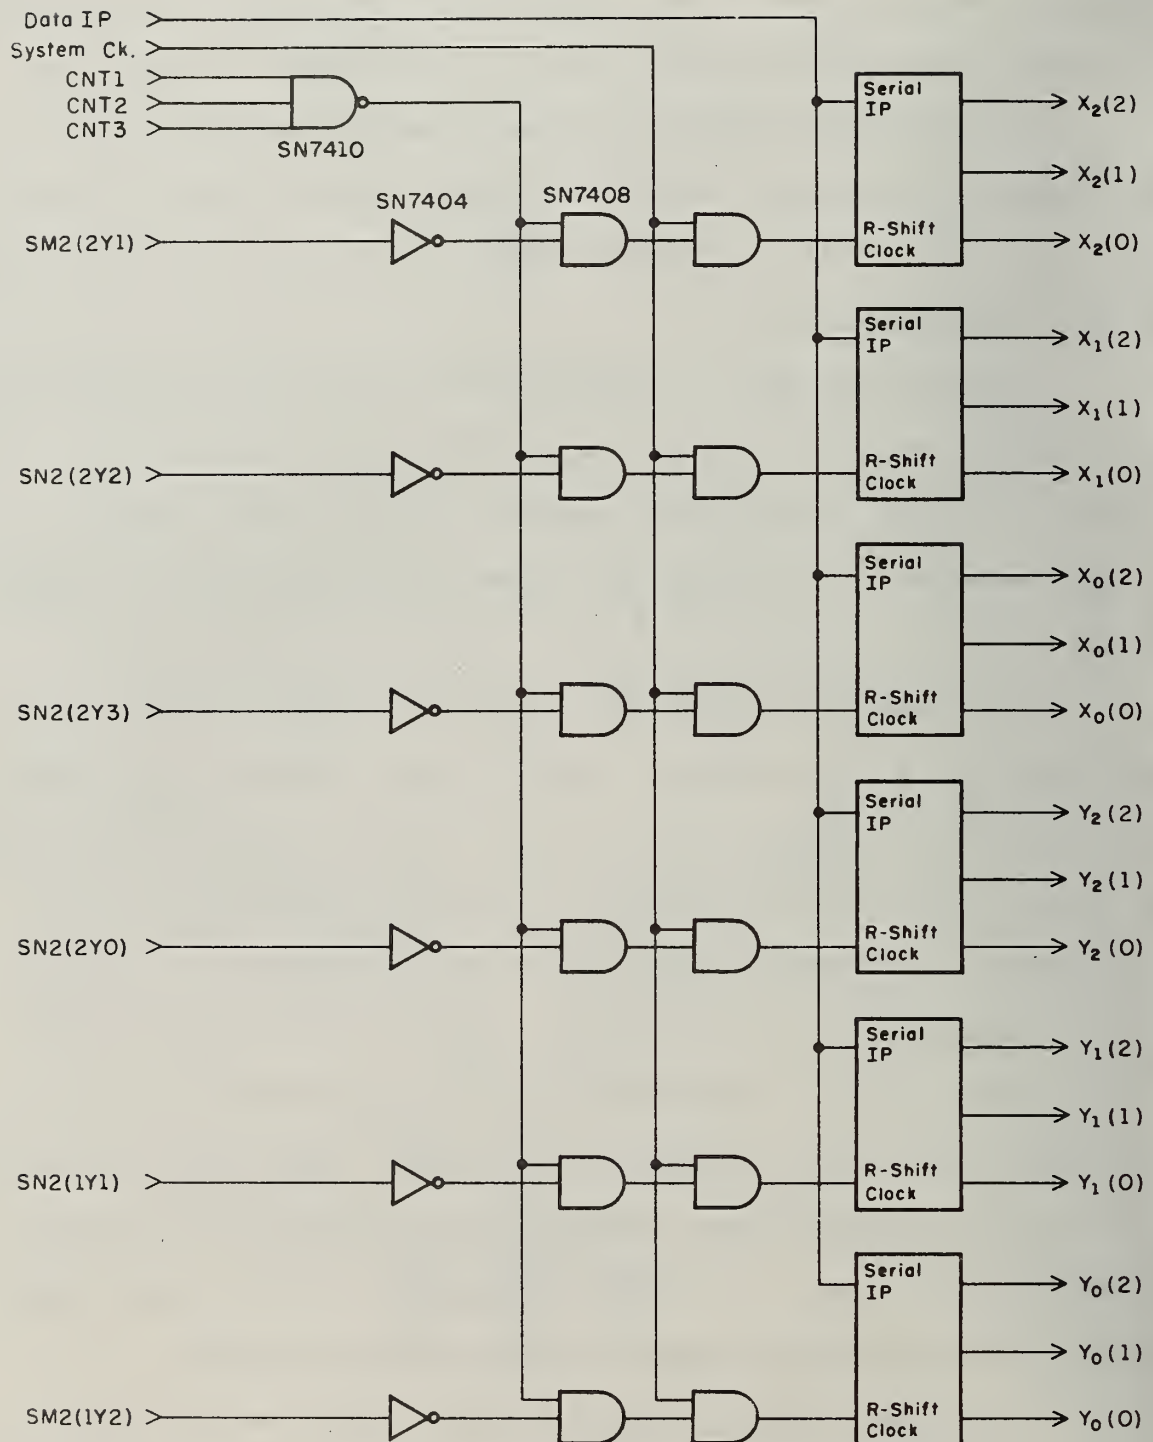 Data IP
System Ck.
CNT1
CNT2
CNT3
SN7410
SN7404
SN7408
SM2(2Y1)
Serial IP
R-Shift Clock
X₂(2)
X₂(1)
X₂(0)
SN2(2Y2)
Serial IP
R-Shift Clock
X₁(2)
X₁(1)
X₁(0)
SN2(2Y3)
Serial IP
R-Shift Clock
X₀(2)
X₀(1)
X₀(0)
SN2(2Y0)
Serial IP
R-Shift Clock
Y₂(2)
Y₂(1)
Y₂(0)
SN2(1Y1)
Serial IP
R-Shift Clock
Y₁(2)
Y₁(1)
Y₁(0)
SM2(1Y2)
Serial IP
R-Shift
Y₀(2)
Y₀(1)
Y₀(0)